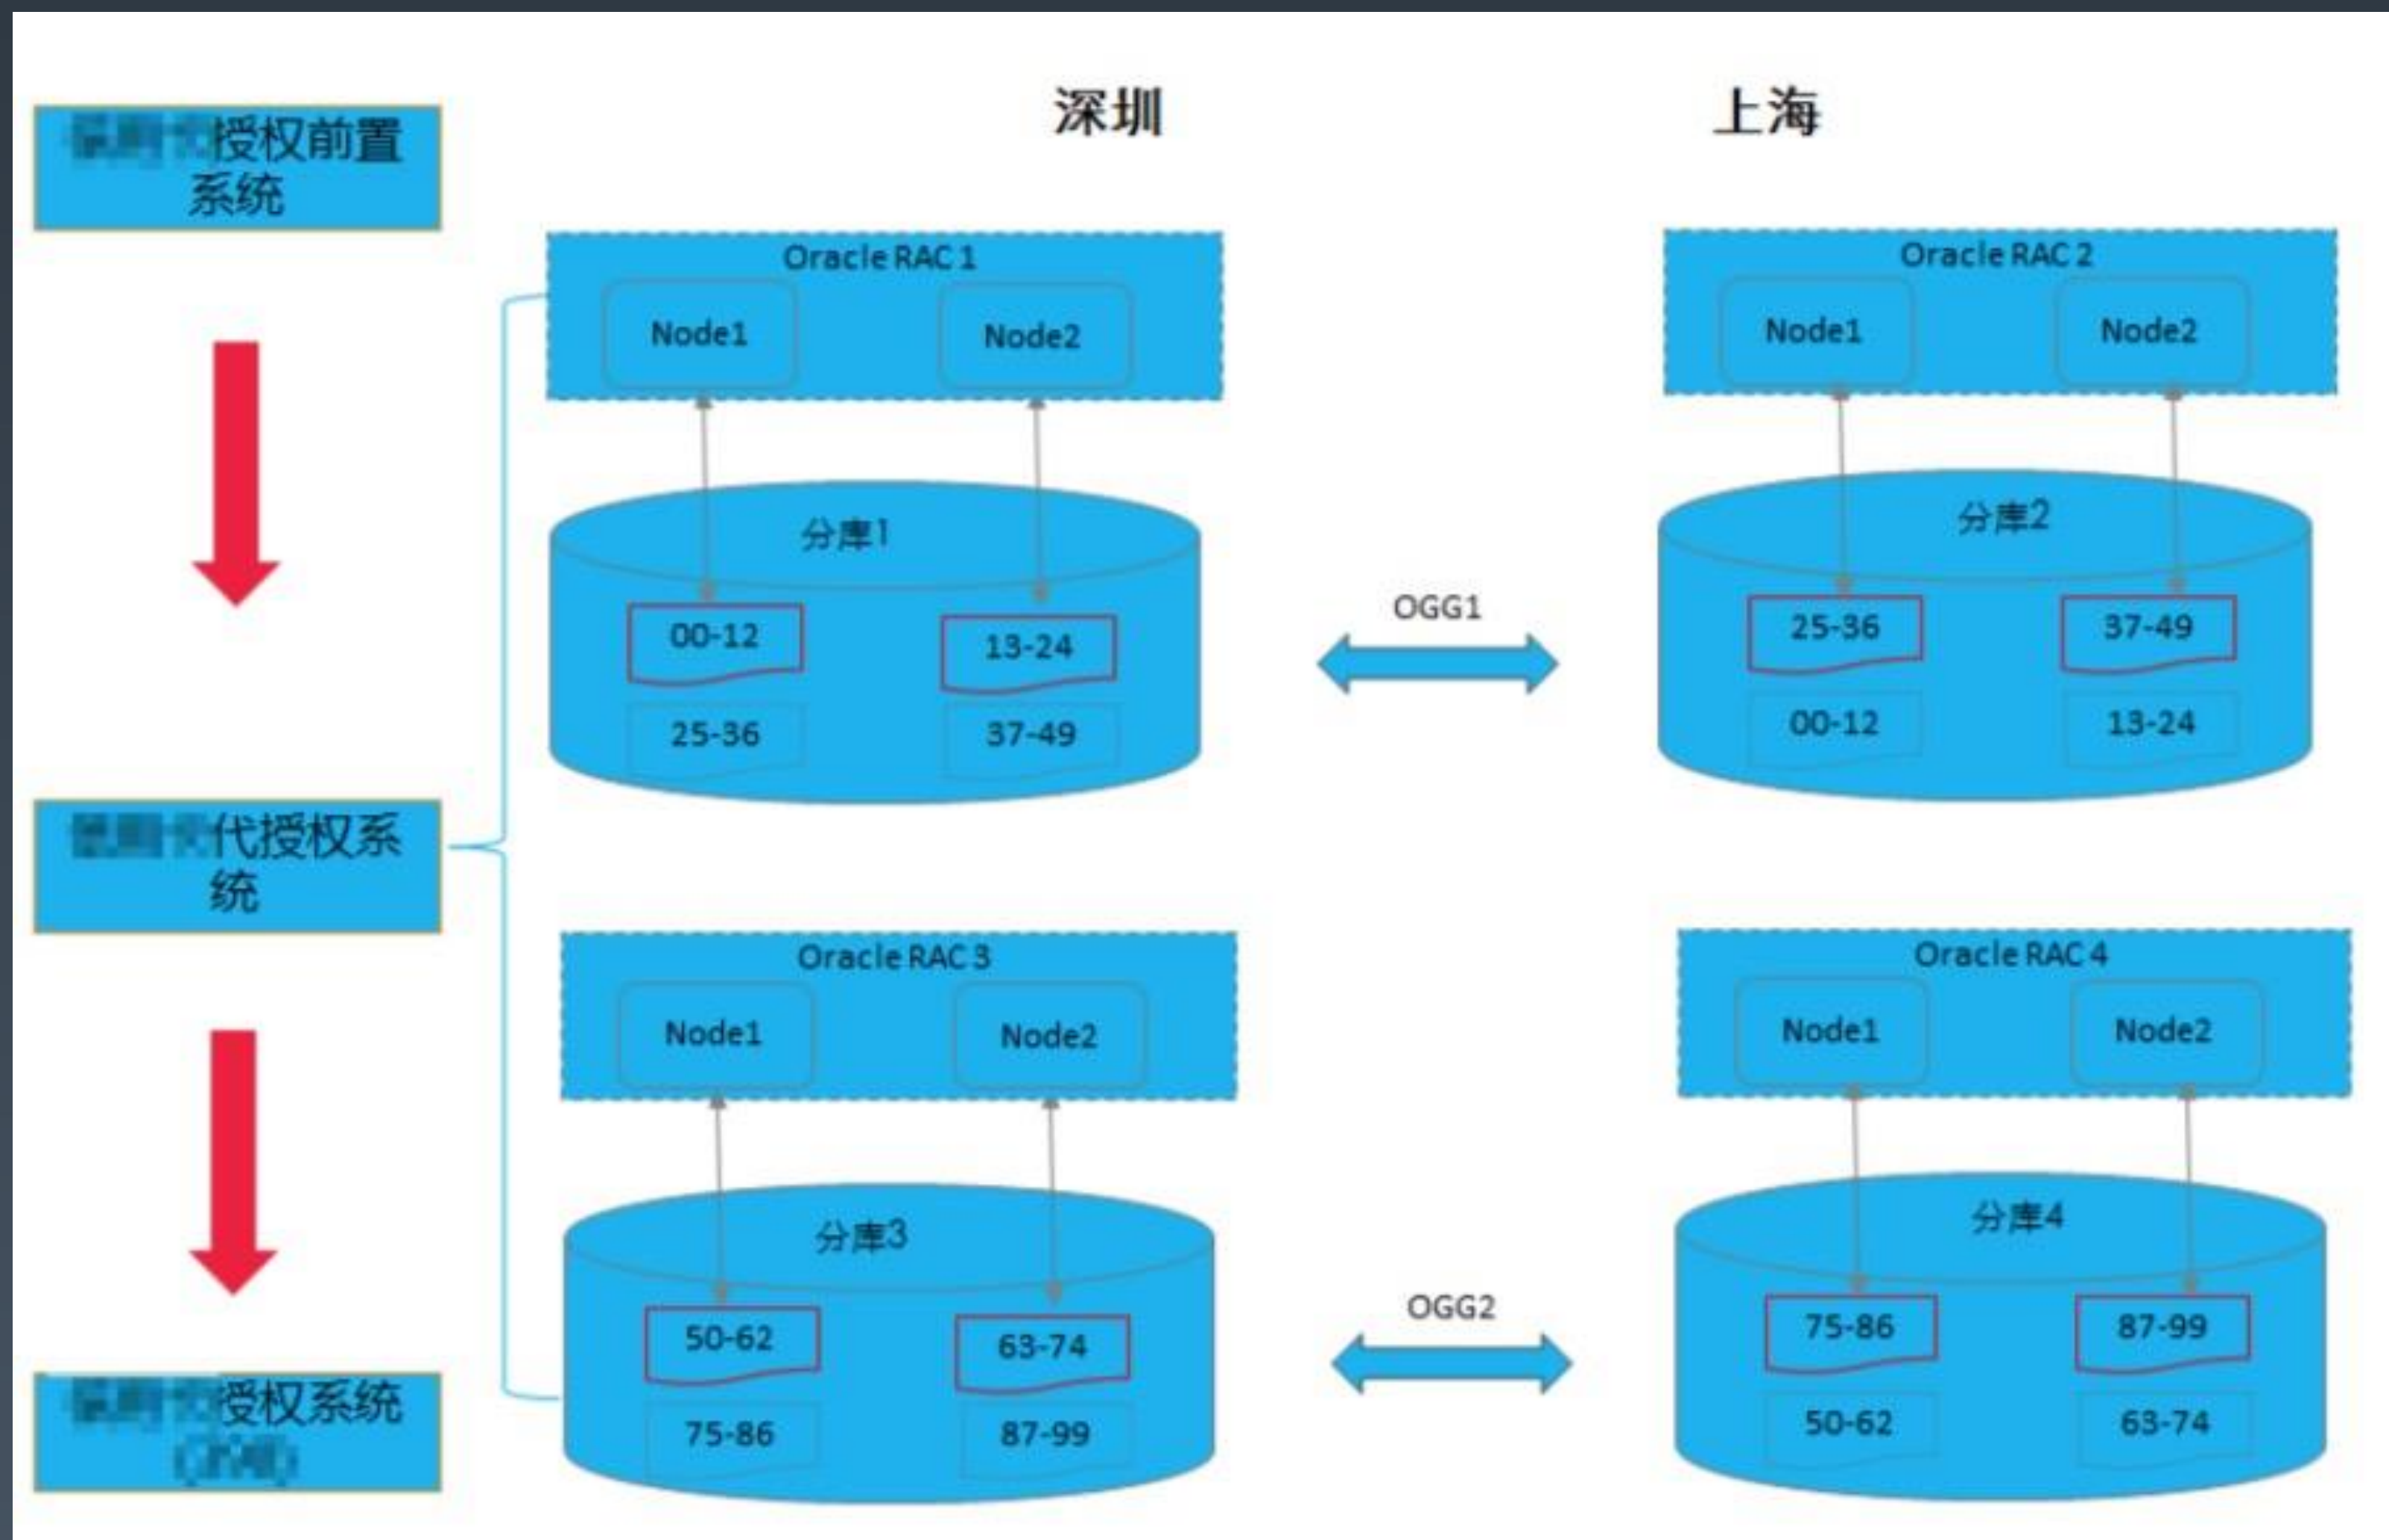 深圳
上海
授权前置
系统
Oracle RAC 1
Node1
Node2
Oracle RAC 2
Node1
Node2
分库1
00-12
13-24
25-36
37-49
OGG1
分库2
25-36
37-49
00-12
13-24
代授权系
统
Oracle RAC 3
Node1
Node2
Oracle RAC 4
Node1
Node2
分库3
50-62
63-74
75-86
87-99
OGG2
分库4
75-86
87-99
50-62
63-74
授权系统